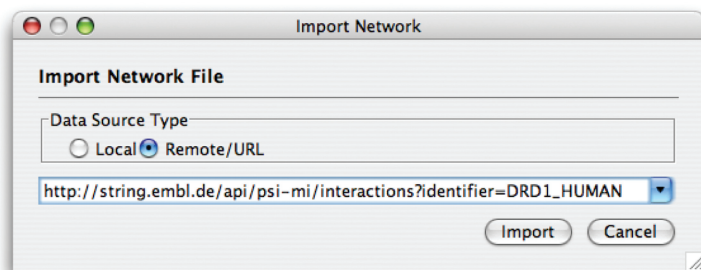 Import Network
Import Network File
Data Source Type
Local Remote/URL
http://string.embl.de/api/psi-mi/interactions?identifier=DRD1_HUMAN
Import Cancel